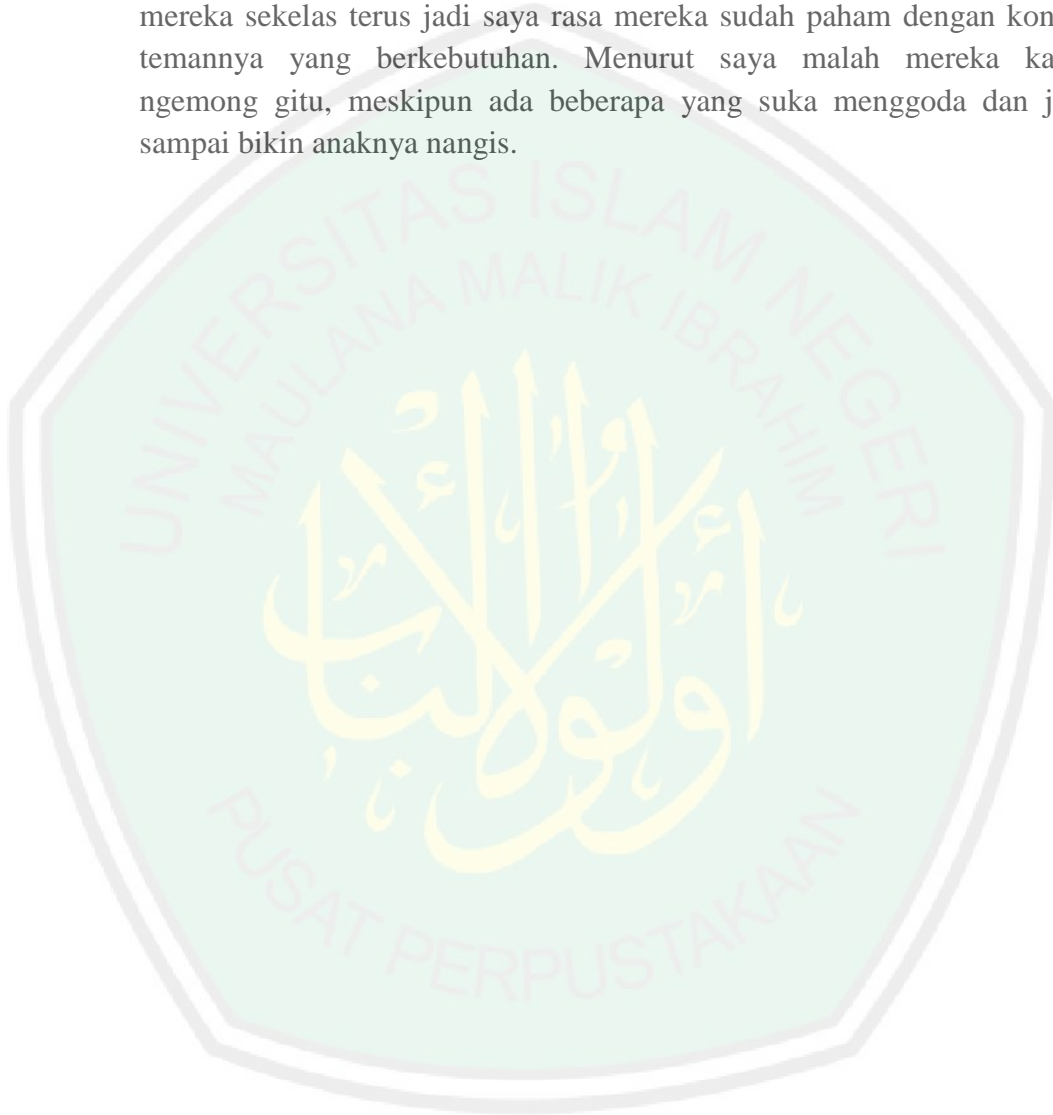 mereka sekelas terus jadi saya rasa mereka sudah paham dengan kon
temannya yang berkebutuhan. Menurut saya malah mereka ka
ngemong gitu, meskipun ada beberapa yang suka menggoda dan j
sampai bikin anaknya nangis.
UNIVERSITAS ISLAM NEGERI
MAULANA MALIK IBRAHIM
أولوا الألباب
PUSAT PERPUSTAKAAN